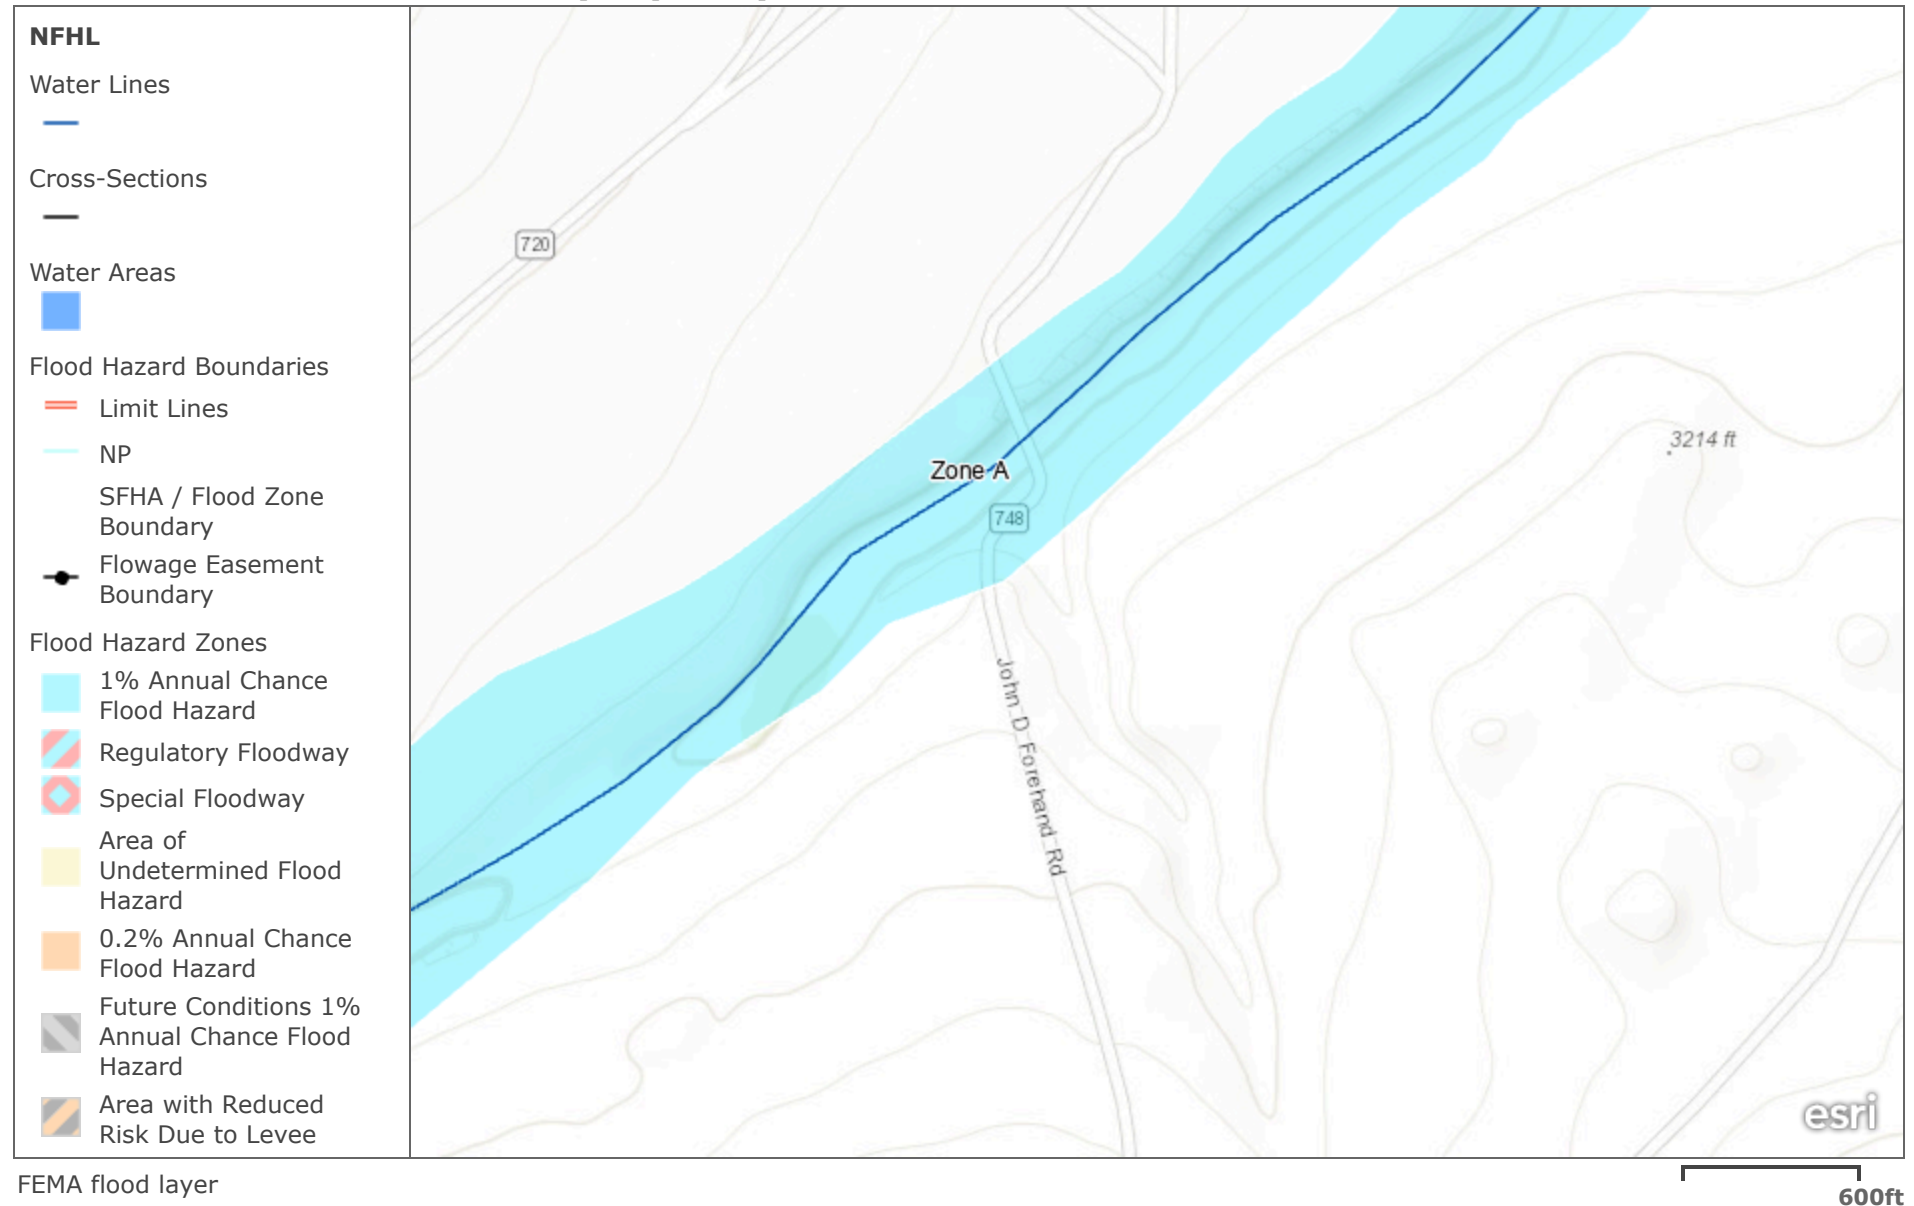 NFHL
Water Lines
Cross-Sections
Water Areas
Flood Hazard Boundaries
Limit Lines
NP
SFHA / Flood Zone
Boundary
Flowage Easement
Boundary
Flood Hazard Zones
1% Annual Chance
Flood Hazard
Regulatory Floodway
Special Floodway
Area of
Undetermined Flood
Hazard
0.2% Annual Chance
Flood Hazard
Future Conditions 1%
Annual Chance Flood
Hazard
Area with Reduced
Risk Due to Levee
720
Zone A
748
3214 ft
John D Forehand Rd
esri
FEMA flood layer
600ft